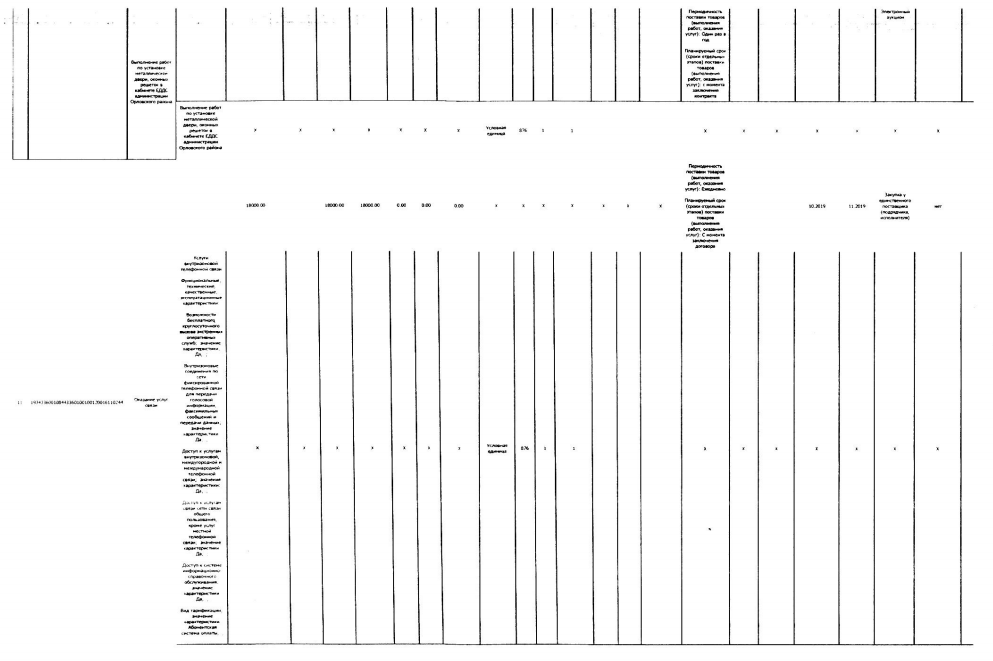 Периодичность
поставки товаров
(выполнения
работ, оказания
услуг): Один раз в
год
Планируемый срок
(сроки отдельных
этапов) поставки
товаров
(выполнения
работ, оказания
услуг): с момента
заключения
контракта
Электронный
аукцион
Выполнение работ
по установке
металлической
двери, оконных
решеток в
кабинете ЕДДС
администрации
Орловского района
Выполнение работ
по установке
металлической
двери, оконных
решеток в
кабинете ЕДДС
администрации
Орловского района
X X X X X X X Условная
единица 876 1 1 X X X X X X X
18000.00 18000.00 18000.00 0.00 0.00 0.00 X X X X X X X
Периодичность
поставки товаров
(выполнения
работ, оказания
услуг): Ежедневно
Планируемый срок
(сроки отдельных
этапов) поставки
товаров
(выполнения
работ, оказания
услуг): С момента
заключения
договора
10.2019 11.2019
Закупка у
единственного
поставщика
(подрядчика,
исполнителя)
нет
11
Оказание услуг
связи
Услуги
внутризоновой
телефонной связи
Функциональные,
технические,
качественные,
эксплуатационные
характеристики
Возможности
бесплатного
круглосуточного
вызова экстренных
оперативных
служб, значение
характеристики:
Да, ;
Внутризоновые
соединения по
сети
фиксированной
телефонной связи
для передачи
голосовой
информации,
факсимильных
сообщений и
передачи данных,
значение
характеристики:
Да, ;
Доступ к услугам
внутризоновой,
междугородной и
международной
телефонной
связи, значение
характеристики:
Да, ;
Доступ к услугам
связи сети связи
общего
пользования,
кроме услуг
местной
телефонной
связи, значение
характеристики:
Да, ;
Доступ к системе
информационно-
справочного
обслуживания,
значение
характеристики:
Да, ;
Вид тарификации,
значение
характеристики:
Абонентская
система оплаты,
X X X X X X X Условная
единица 876 1 1 X X X X X X X